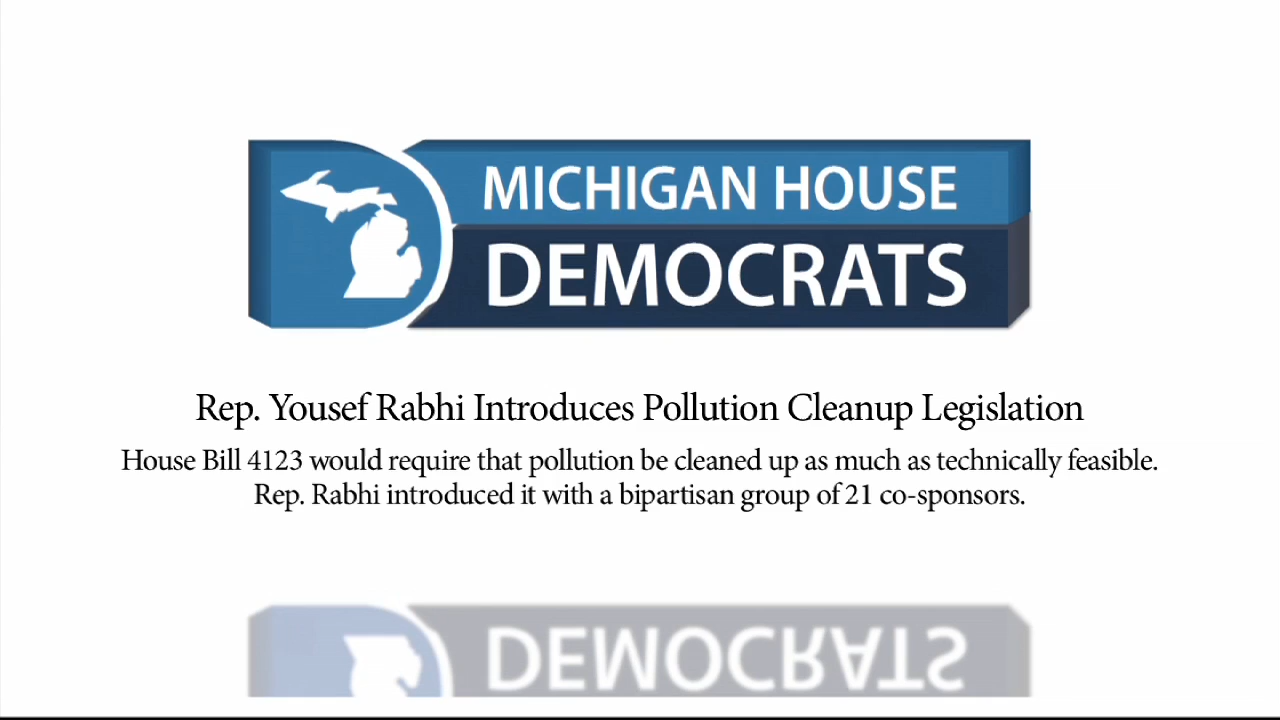 MICHIGAN HOUSE
DEMOCRATS
Rep. Yousef Rabhi Introduces Pollution Cleanup Legislation
House Bill 4123 would require that pollution be cleaned up as much as technically feasible.
Rep. Rabhi introduced it with a bipartisan group of 21 co-sponsors.
DEMOCRATS